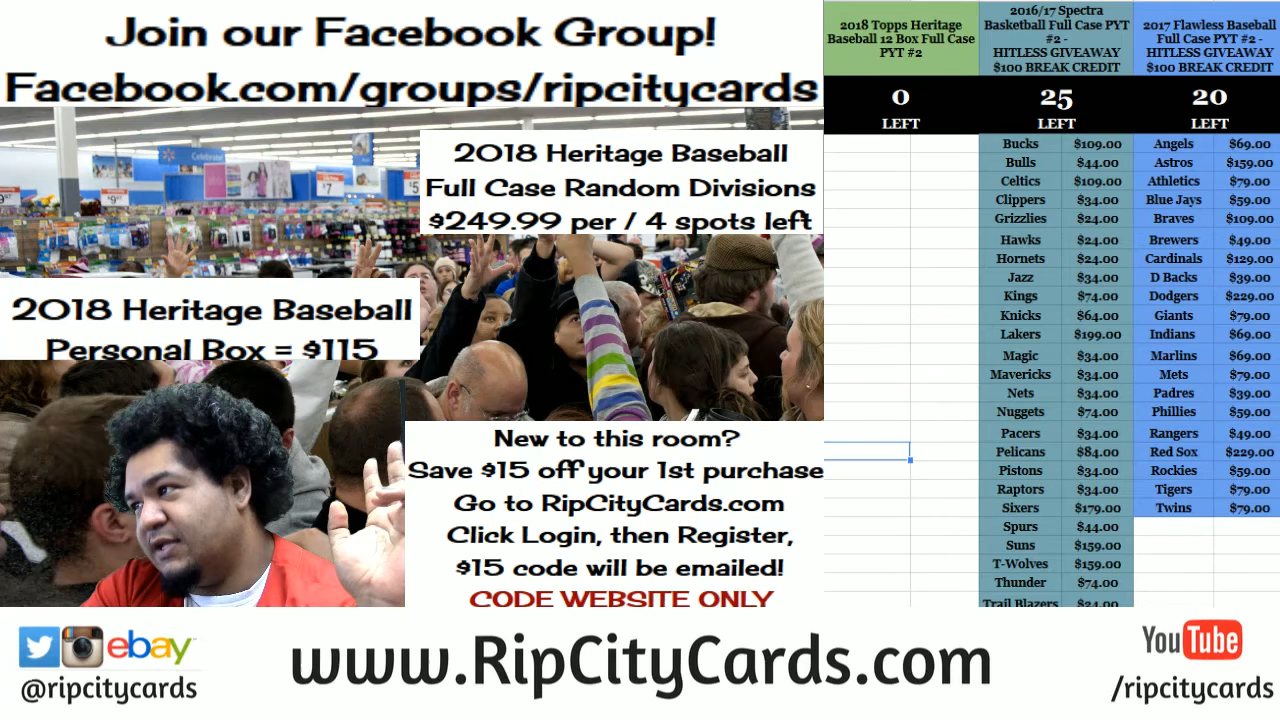 Join our Facebook Group!
Facebook.com/groups/ripcitycards
2018 Heritage Baseball
Full Case Random Divisions
$249.99 per / 4 spots left
2018 Heritage Baseball
Personal Box = $115
New to this room?
Save $15 off your 1st purchase
Go to RipCityCards.com
Click Login, then Register,
$15 code will be emailed!
CODE WEBSITE ONLY
Celebrate
$7
$5
2018 Topps Heritage
Baseball 12 Box Full Case
PYT #2
0
LEFT
2016/17 Spectra
Basketball Full Case PYT
#2 -
HITLESS GIVEAWAY
$100 BREAK CREDIT
25
LEFT
Bucks $109.00
Bulls $44.00
Celtics $109.00
Clippers $34.00
Grizzlies $24.00
Hawks $24.00
Hornets $24.00
Jazz $34.00
Kings $74.00
Knicks $64.00
Lakers $199.00
Magic $34.00
Mavericks $34.00
Nets $34.00
Nuggets $74.00
Pacers $34.00
Pelicans $84.00
Pistons $34.00
Raptors $34.00
Sixers $179.00
Spurs $44.00
Suns $159.00
T-Wolves $159.00
Thunder $74.00
Trail Blazers $24.00
2017 Flawless Baseball
Full Case PYT #2 -
HITLESS GIVEAWAY
$100 BREAK CREDIT
20
LEFT
Angels $69.00
Astros $159.00
Athletics $79.00
Blue Jays $59.00
Braves $109.00
Brewers $49.00
Cardinals $129.00
D Backs $39.00
Dodgers $229.00
Giants $79.00
Indians $69.00
Marlins $69.00
Mets $79.00
Padres $39.00
Phillies $59.00
Rangers $49.00
Red Sox $229.00
Rockies $59.00
Tigers $79.00
Twins $79.00
ebay
@ripcitycards
www.RipCityCards.com
YouTube
/ripcitycards